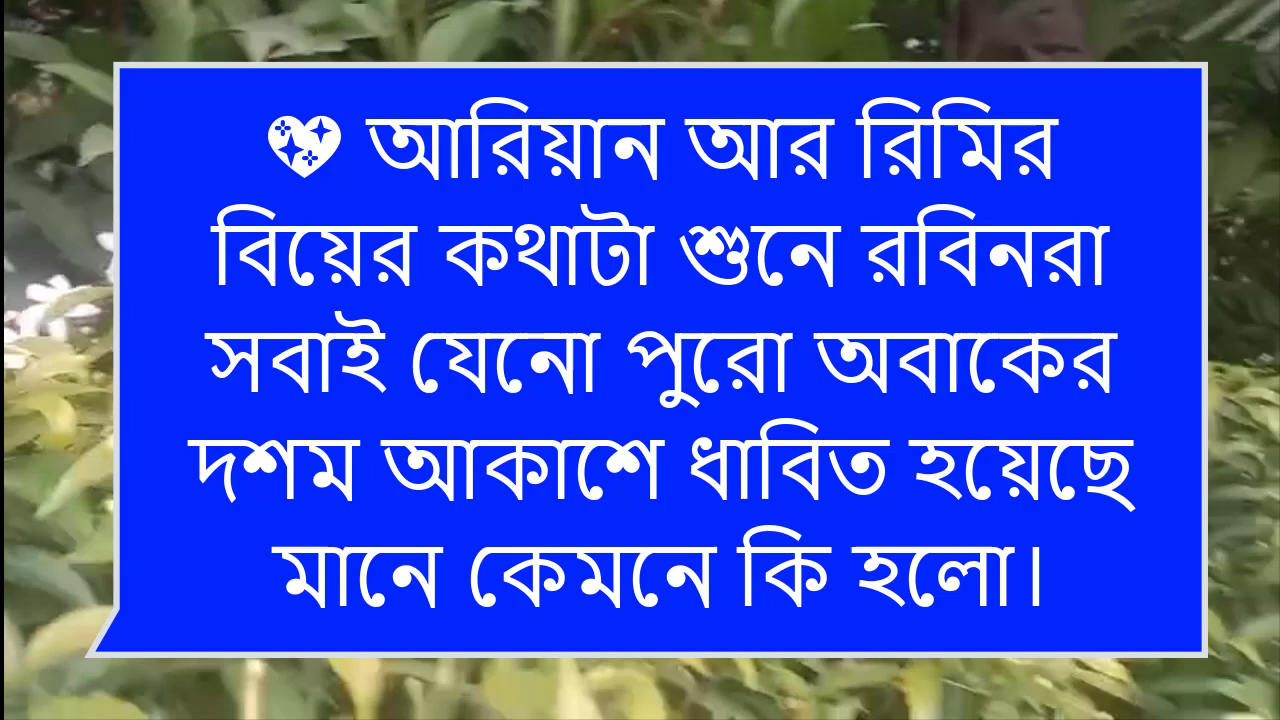 💖 আরিয়ান আর রিমির
বিয়ের কথাটা শুনে রবিনরা
সবাই যেনো পুরো অবাকের
দশম আকাশে ধাবিত হয়েছে
মানে কেমনে কি হলো।